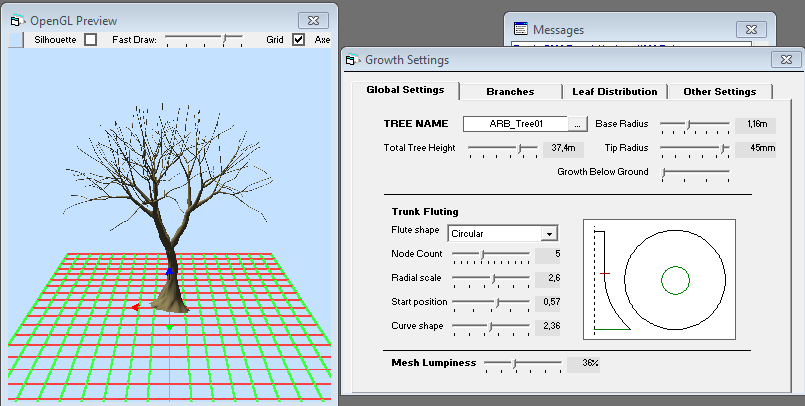 OpenGL Preview
Silhouette Fast Draw: Grid Axe
Messages
Growth Settings
Global Settings Branches Leaf Distribution Other Settings
TREE NAME ARB_Tree01 ... Base Radius 1,16m
Total Tree Height 37,4m Tip Radius 45mm
Growth Below Ground
Trunk Fluting
Flute shape Circular
Node Count 5
Radial scale 2,6
Start position 0,57
Curve shape 2,36
Mesh Lumpiness 36%